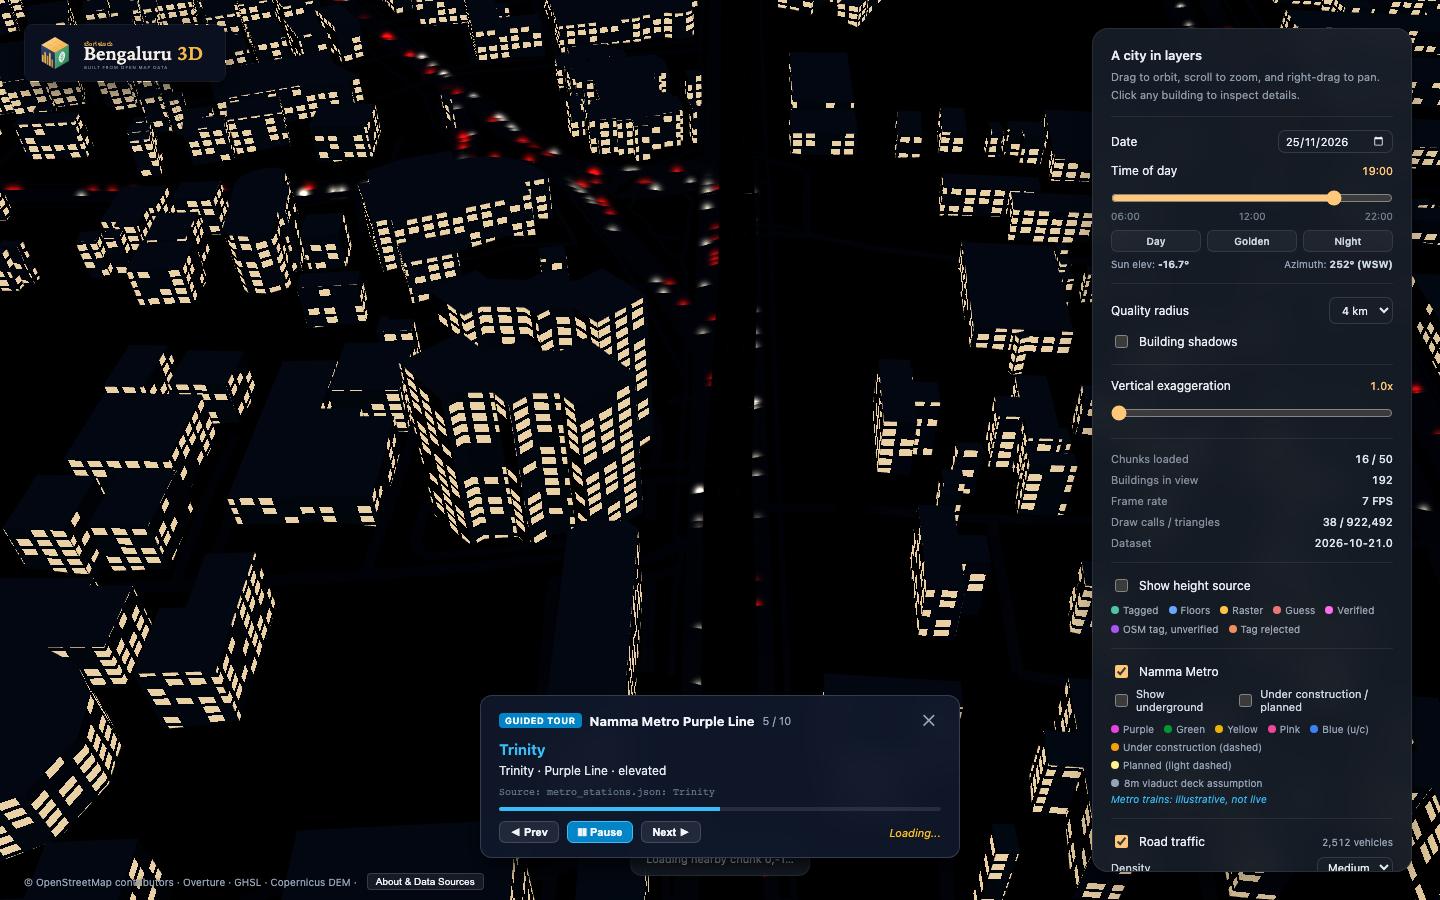 Bengaluru 3D
BUILT FROM OPEN MAP DATA
A city in layers
Drag to orbit, scroll to zoom, and right-drag to pan.
Click any building to inspect details.
Date 25/11/2026
Time of day 19:00
06:00 12:00 22:00
Day Golden Night
Sun elev: -16.7° Azimuth: 252° (WSW)
Quality radius 4 km
Building shadows
Vertical exaggeration 1.0x
Chunks loaded 16 / 50
Buildings in view 192
Frame rate 7 FPS
Draw calls / triangles 38 / 922,492
Dataset 2026-10-21.0
Show height source
Tagged Floors Raster Guess Verified
OSM tag, unverified Tag rejected
Namma Metro
Show underground Under construction / planned
Purple Green Yellow Pink Blue (u/c)
Under construction (dashed)
Planned (light dashed)
8m viaduct deck assumption
Metro trains: illustrative, not live
Road traffic 2,512 vehicles
Density Medium
GUIDED TOUR Namma Metro Purple Line 5 / 10
Trinity
Trinity · Purple Line · elevated
Source: metro_stations.json: Trinity
◀ Prev Pause Next ▶ Loading...
Loading nearby chunk 0,-1...
© OpenStreetMap contributors · Overture · GHSL · Copernicus DEM · About & Data Sources